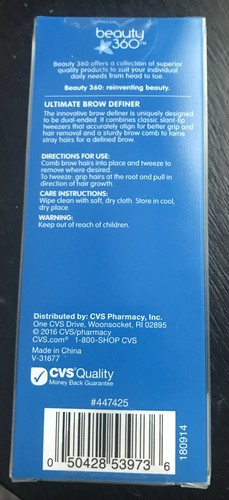 beauty
360™
Beauty 360 offers a collection of superior
quality products to suit your individual
daily needs from head to toe.
Beauty 360: reinventing beauty.
ULTIMATE BROW DEFINER
The innovative brow definer is uniquely designed
to be dual-ended. It combines classic slant-tip
tweezers that accurately align for better grip and
hair removal and a sturdy brow comb to tame
stray hairs for a defined brow.
DIRECTIONS FOR USE:
Comb brow hairs into place and tweeze to
remove where desired.
To tweeze: grip hairs at the root and pull in
direction of hair growth.
CARE INSTRUCTIONS:
Wipe clean with soft, dry cloth. Store in cool,
dry place.
WARNING:
Keep out of reach of children.
Distributed by: CVS Pharmacy, Inc.
One CVS Drive, Woonsocket, RI 02895
© 2016 CVS/pharmacy
CVS.com® 1-800-SHOP CVS
Made in China
V-31677
CVS Quality
Money Back Guarantee
#447425
180914
0 50428 53973 6